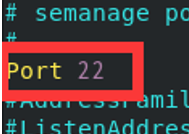 # semanage po
#
Port 22
#AddressFamil
#ListenAddres